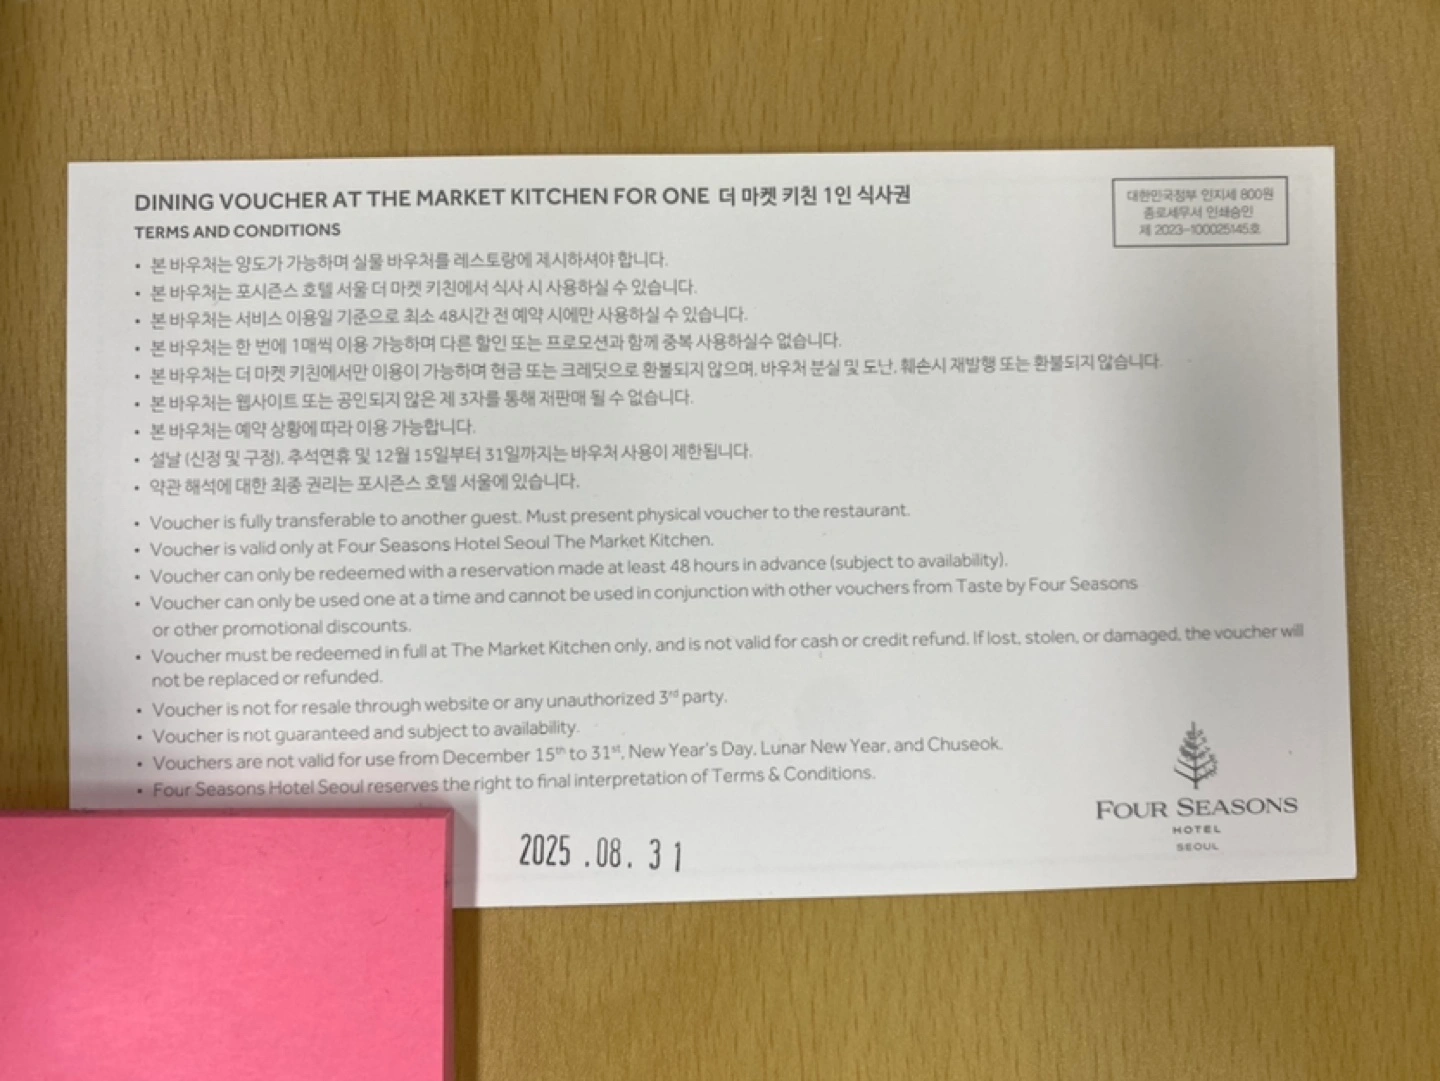 DINING VOUCHER AT THE MARKET KITCHEN FOR ONE 더 마켓 키친 1인 식사권
대한민국정부 인지세 800원
종로세무서 인쇄승인
제 2023-100025145호
TERMS AND CONDITIONS
• 본 바우처는 양도가 가능하며 실물 바우처를 레스토랑에 제시하셔야 합니다.
• 본 바우처는 포시즌스 호텔 서울 더 마켓 키친에서 식사 시 사용하실 수 있습니다.
• 본 바우처는 서비스 이용일 기준으로 최소 48시간 전 예약 시에만 사용하실 수 있습니다.
• 본 바우처는 한 번에 1매씩 이용 가능하며 다른 할인 또는 프로모션과 함께 중복 사용하실수 없습니다.
• 본 바우처는 더 마켓 키친에서만 이용이 가능하며 현금 또는 크레딧으로 환불되지 않으며, 바우처 분실 및 도난, 훼손시 재발행 또는 환불되지 않습니다.
• 본 바우처는 웹사이트 또는 공인되지 않은 제 3자를 통해 재판매 될 수 없습니다.
• 본 바우처는 예약 상황에 따라 이용 가능합니다.
• 설날 (신정 및 구정), 추석연휴 및 12월 15일부터 31일까지는 바우처 사용이 제한됩니다.
• 약관 해석에 대한 최종 권리는 포시즌스 호텔 서울에 있습니다.
• Voucher is fully transferable to another guest. Must present physical voucher to the restaurant.
• Voucher is valid only at Four Seasons Hotel Seoul The Market Kitchen.
• Voucher can only be redeemed with a reservation made at least 48 hours in advance (subject to availability).
• Voucher can only be used one at a time and cannot be used in conjunction with other vouchers from Taste by Four Seasons
or other promotional discounts.
• Voucher must be redeemed in full at The Market Kitchen only, and is not valid for cash or credit refund. If lost, stolen, or damaged, the voucher will
not be replaced or refunded.
• Voucher is not for resale through website or any unauthorized 3rd party.
• Voucher is not guaranteed and subject to availability.
• Vouchers are not valid for use from December 15th to 31st, New Year's Day, Lunar New Year, and Chuseok.
• Four Seasons Hotel Seoul reserves the right to final interpretation of Terms & Conditions.
FOUR SEASONS
HOTEL
SEOUL
2025 .08. 31